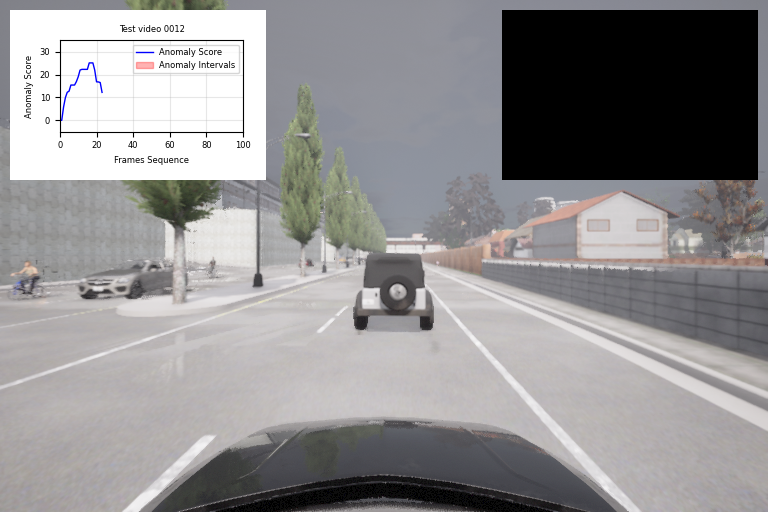 Test video 0012
Anomaly Score
Anomaly Intervals
Anomaly Score
30
20
10
0
0 20 40 60 80 100
Frames Sequence